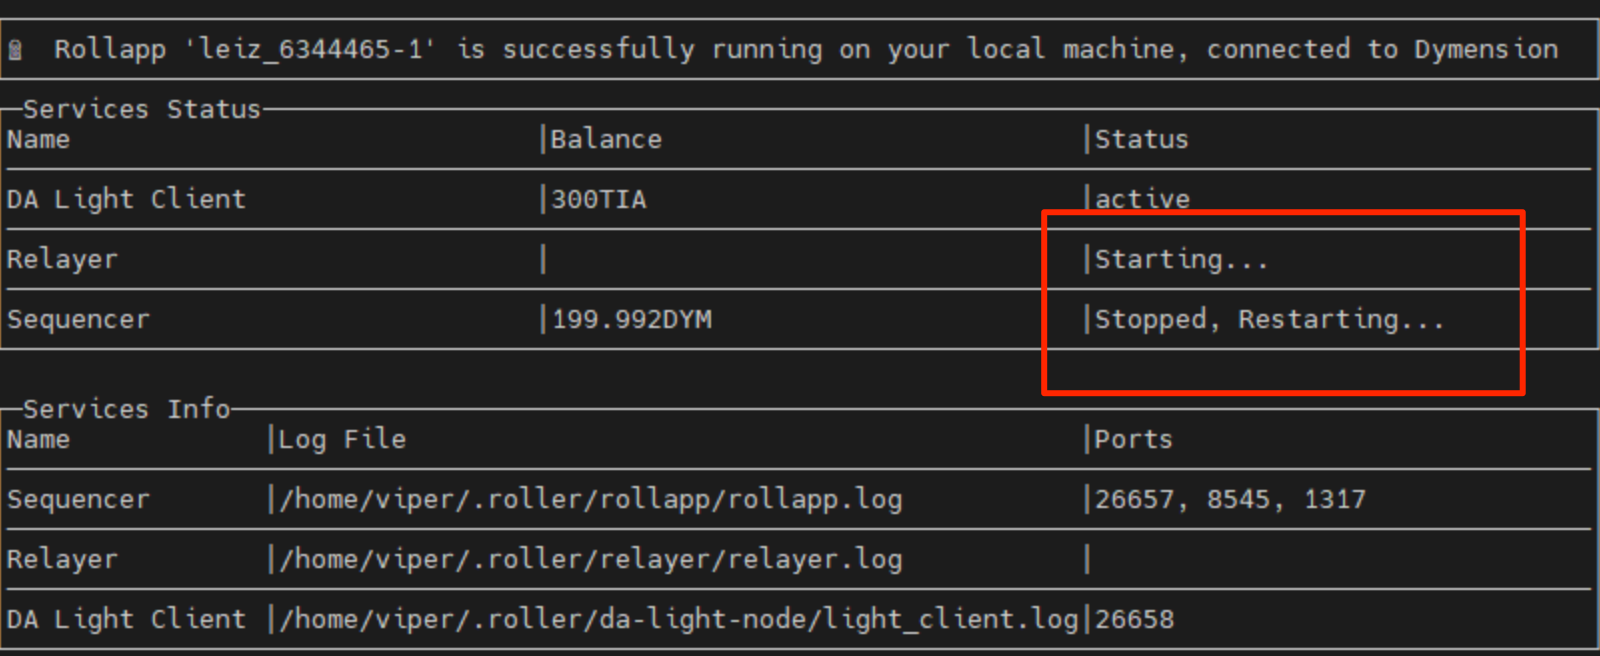 Rollapp 'leiz_6344465-1' is successfully running on your local machine, connected to Dymension
Services Status
Name |Balance |Status
DA Light Client |300TIA |active
Relayer | |Starting...
Sequencer |199.992DYM |Stopped, Restarting...
Services Info
Name |Log File |Ports
Sequencer |/home/viper/.roller/rollapp/rollapp.log |26657, 8545, 1317
Relayer |/home/viper/.roller/relayer/relayer.log |
DA Light Client |/home/viper/.roller/da-light-node/light_client.log|26658